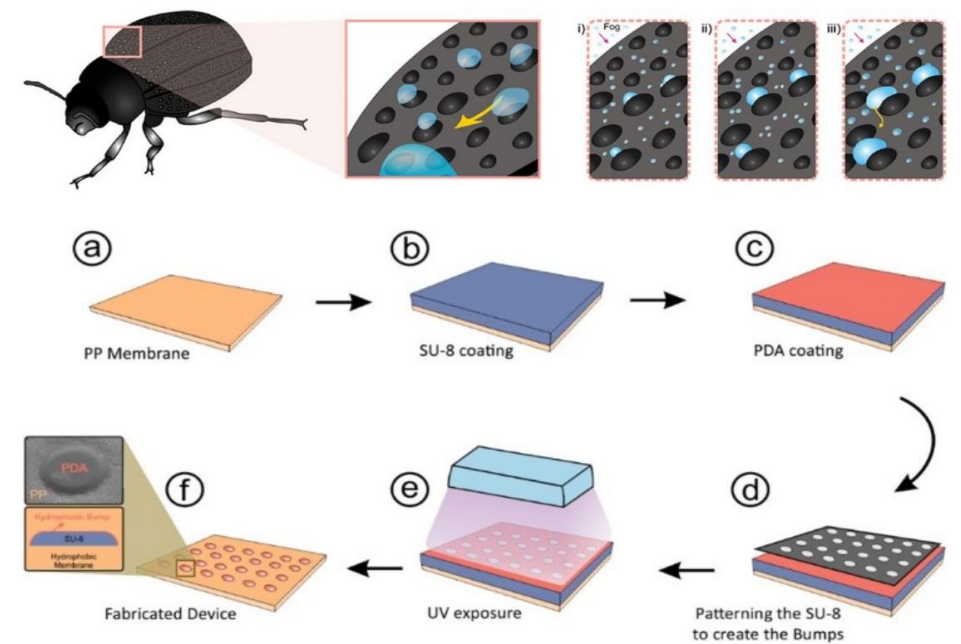 i) Fog
ii)
iii)
a
b
c
PP Membrane
SU-8 coating
PDA coating
PDA
PP
Hydrophobic Bump
SU-8
Hydrophobic
Membrane
f
e
d
Fabricated Device
UV exposure
Patterning the SU-8
to create the Bumps